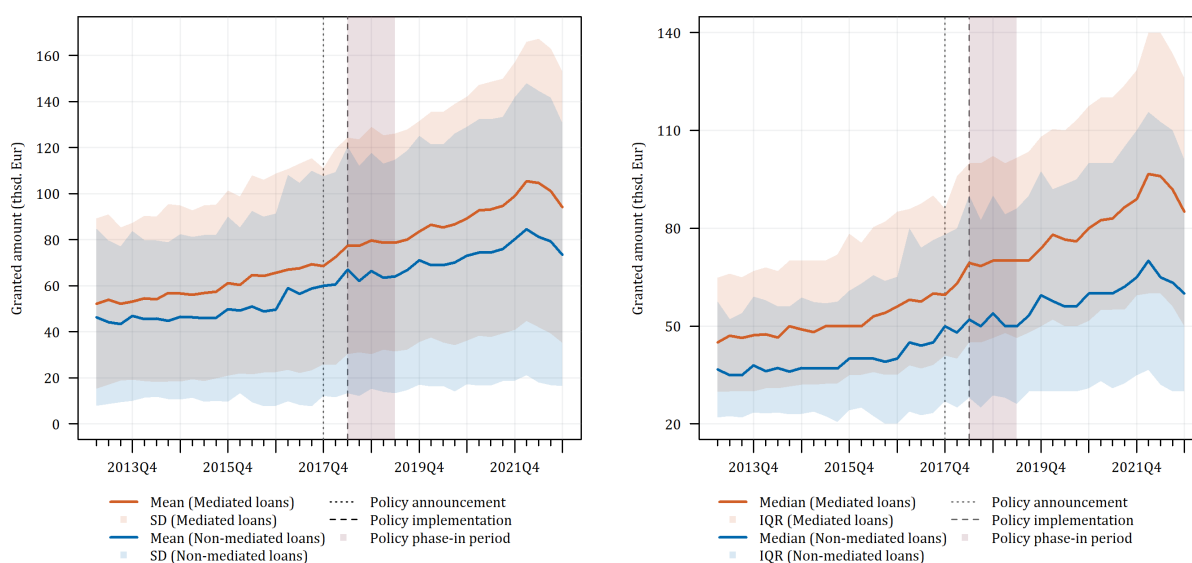 Granted amount (thsd. Eur)
160
140
120
100
80
60
40
20
0
2013Q4 2015Q4 2017Q4 2019Q4 2021Q4
Mean (Mediated loans)
SD (Mediated loans)
Mean (Non-mediated loans)
SD (Non-mediated loans)
Policy announcement
Policy implementation
Policy phase-in period
Granted amount (thsd. Eur)
140
110
80
50
20
2013Q4 2015Q4 2017Q4 2019Q4 2021Q4
Median (Mediated loans)
IQR (Mediated loans)
Median (Non-mediated loans)
IQR (Non-mediated loans)
Policy announcement
Policy implementation
Policy phase-in period